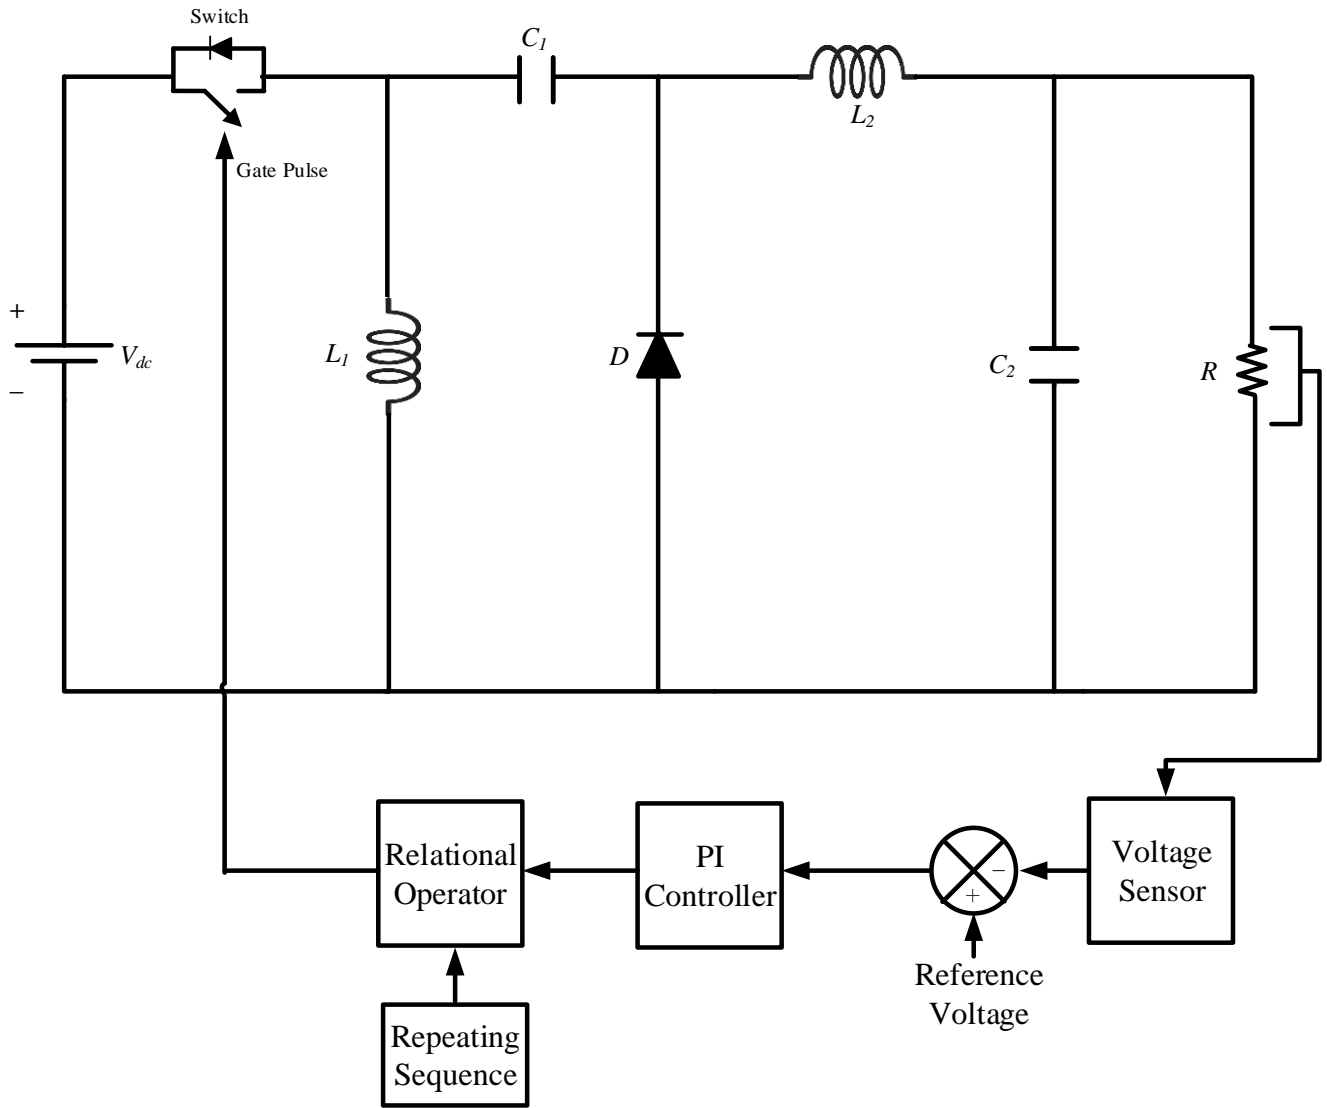 Switch
C1
L2
Gate Pulse
+
Vdc
−
L1
D
C2
R
Relational
Operator
PI
Controller
−
+
Voltage
Sensor
Reference
Voltage
Repeating
Sequence